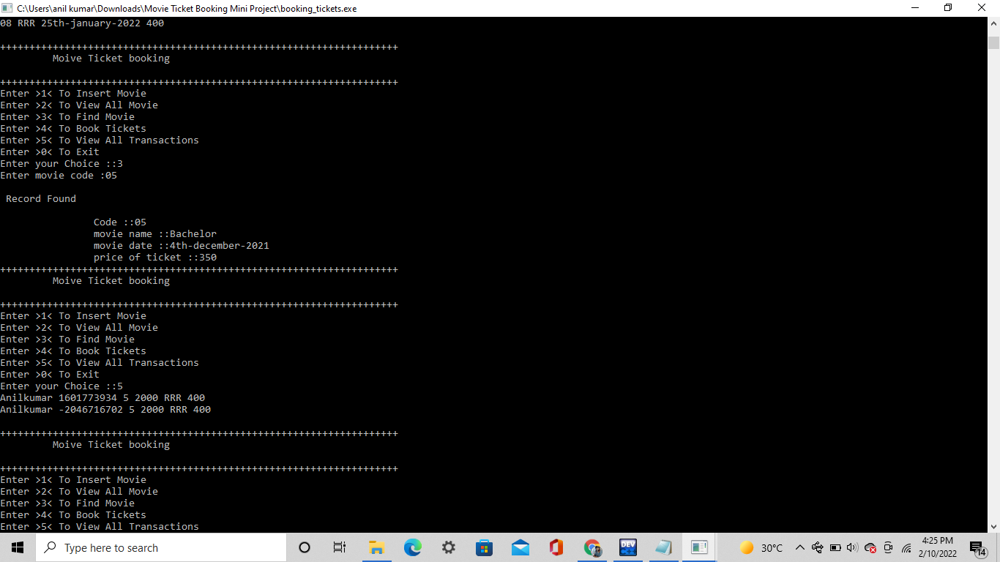 C:\Users\anil kumar\Downloads\Movie Ticket Booking Mini Project\booking_tickets.exe
08 RRR 25th-january-2022 400
++++++++++++++++++++++++++++++++++++++++++++++++++++++++++++++++++++
Moive Ticket booking
++++++++++++++++++++++++++++++++++++++++++++++++++++++++++++++++++++
Enter >1< To Insert Movie
Enter >2< To View All Movie
Enter >3< To Find Movie
Enter >4< To Book Tickets
Enter >5< To View All Transactions
Enter >0< To Exit
Enter your Choice ::3
Enter movie code :05
Record Found
Code ::05
movie name ::Bachelor
movie date ::4th-december-2021
price of ticket ::350
++++++++++++++++++++++++++++++++++++++++++++++++++++++++++++++++++++
Moive Ticket booking
++++++++++++++++++++++++++++++++++++++++++++++++++++++++++++++++++++
Enter >1< To Insert Movie
Enter >2< To View All Movie
Enter >3< To Find Movie
Enter >4< To Book Tickets
Enter >5< To View All Transactions
Enter >0< To Exit
Enter your Choice ::5
Anilkumar 1601773934 5 2000 RRR 400
Anilkumar -2046716702 5 2000 RRR 400
++++++++++++++++++++++++++++++++++++++++++++++++++++++++++++++++++++
Moive Ticket booking
++++++++++++++++++++++++++++++++++++++++++++++++++++++++++++++++++++
Enter >1< To Insert Movie
Enter >2< To View All Movie
Enter >3< To Find Movie
Enter >4< To Book Tickets
Enter >5< To View All Transactions
Type here to search
DEV
30°C
4:25 PM
2/10/2022
14